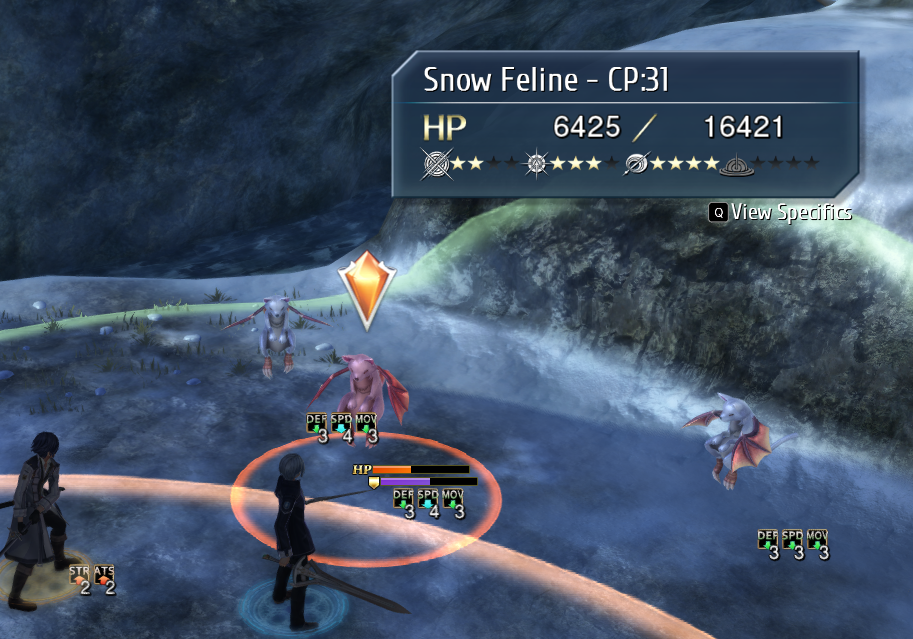 Snow Feline - CP:31
HP 6425 / 16421
Q View Specifics
DEF 3 SPD 4 MOV 3
HP
DEF 3 SPD 4 MOV 3
DEF 3 SPD 3 MOV 3
STR 2 ATS 2